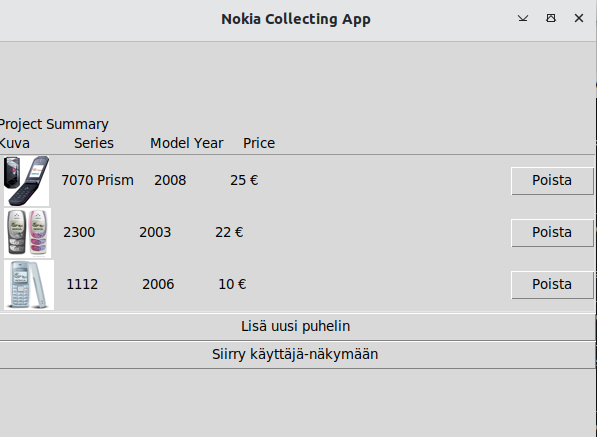 Nokia Collecting App
Project Summary
Kuva Series Model Year Price
7070 Prism 2008 25 € Poista
2300 2003 22 € Poista
1112 2006 10 € Poista
Lisä uusi puhelin
Siirry käyttäjä-näkymään